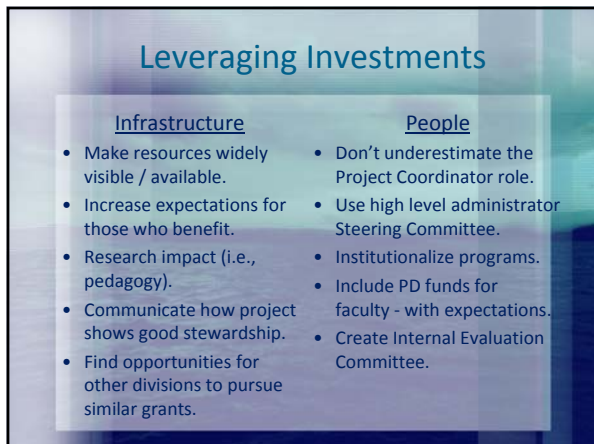 Leveraging Investments
Infrastructure
• Make resources widely
visible / available.
• Increase expectations for
those who benefit.
• Research impact (i.e.,
pedagogy).
• Communicate how project
shows good stewardship.
• Find opportunities for
other divisions to pursue
similar grants.
People
• Don’t underestimate the
Project Coordinator role.
• Use high level administrator
Steering Committee.
• Institutionalize programs.
• Include PD funds for
faculty - with expectations.
• Create Internal Evaluation
Committee.